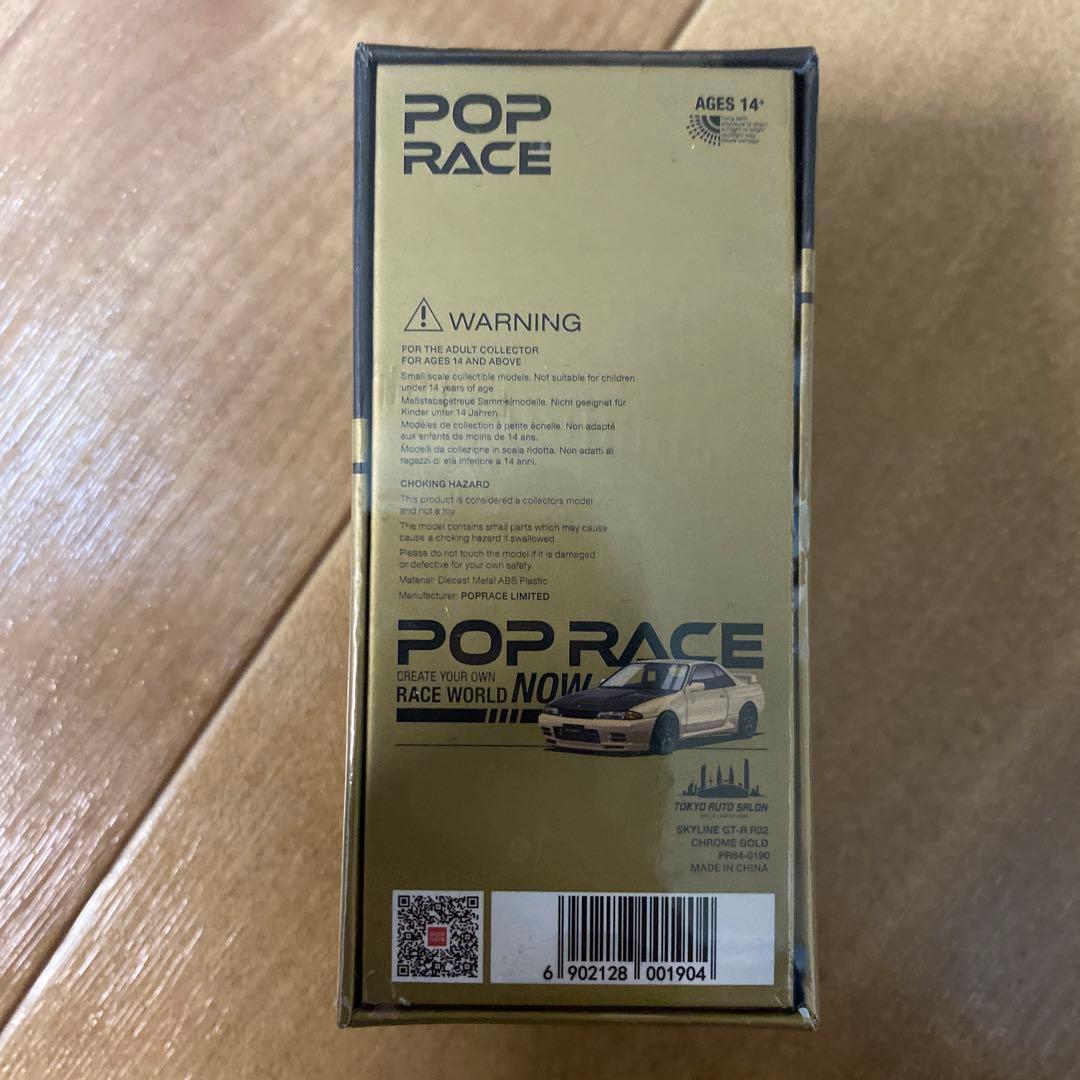 POP
RACE
AGES 14+
WARNING
FOR THE ADULT COLLECTOR
FOR AGES 14 AND ABOVE
Small scale collectible models. Not suitable for children
under 14 years of age
Maßstabsgetreue Sammelmodelle. Nicht geeignet für
Kinder unter 14 Jahren.
Modèles de collection à petite échelle. Non adapté
aux enfants de moins de 14 ans.
Modelli da collezione in scala ridotta. Non adatti ai
ragazzi di età inferiore a 14 anni.
CHOKING HAZARD
This product is considered a collectors model
and not a toy
The model contains small parts which may cause
cause a choking hazard if swallowed
Please do not touch the model if it is damaged
or defective for your own safety.
Material: Diecast Metal ABS Plastic
Manufacturer: POPRACE LIMITED
POP RACE
CREATE YOUR OWN
RACE WORLD NOW
TOKYO AUTO SALON
SKYLINE GT-R R32
CHROME GOLD
PR64-0190
MADE IN CHINA
POP
RACE
6 902128 001904